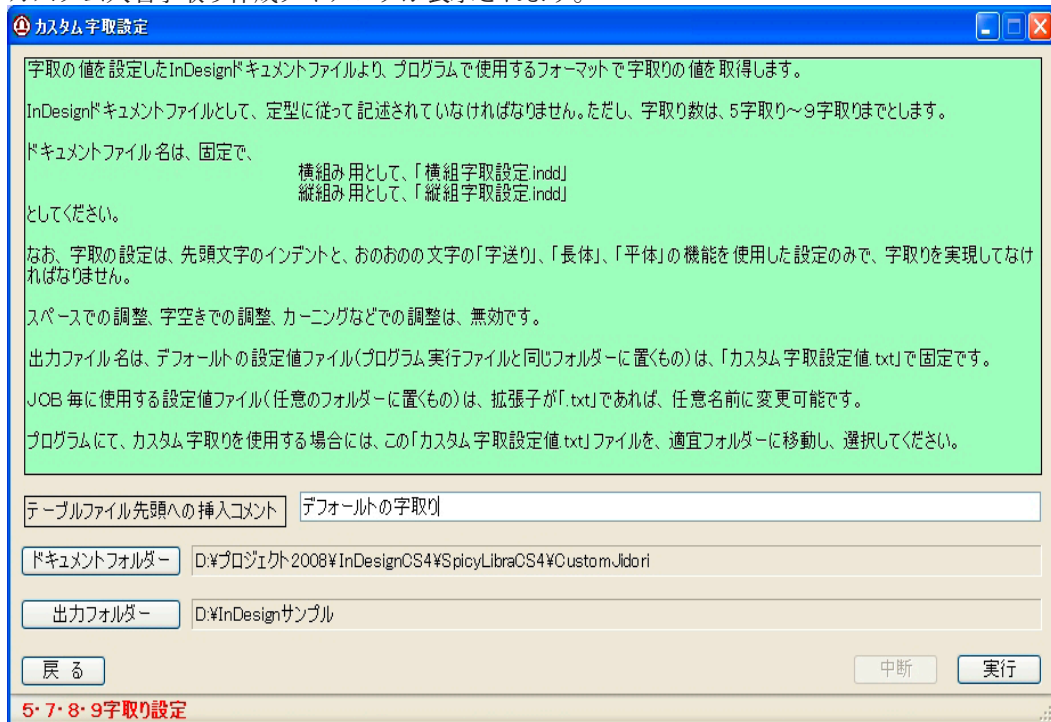 カスタム字取設定
字取の値を設定したInDesignドキュメントファイルより、プログラムで使用するフォーマットで字取りの値を取得します。
InDesignドキュメントファイルとして、定型に従って記述されていなければなりません。ただし、字取り数は、5字取り～9字取りまでとします。
ドキュメントファイル名は、固定で、
横組み用として、「横組字取設定.indd」
縦組み用として、「縦組字取設定.indd」
としてください。
なお、字取の設定は、先頭文字のインデントと、おのおのの文字の「字送り」、「長体」、「平体」の機能を使用した設定のみで、字取りを実現してなけ
ればなりません。
スペースでの調整、字空きでの調整、カーニングなどでの調整は、無効です。
出力ファイル名は、デフォールトの設定値ファイル(プログラム実行ファイルと同じフォルダーに置くもの)は、「カスタム字取設定値.txt」で固定です。
JOB毎に使用する設定値ファイル(任意のフォルダーに置くもの)は、拡張子が「.txt」であれば、任意名前に変更可能です。
プログラムにて、カスタム字取りを使用する場合には、この「カスタム字取設定値.txt」ファイルを、適宜フォルダーに移動し、選択してください。
テーブルファイル先頭への挿入コメント デフォールトの字取り
ドキュメントフォルダー D:¥プロジェクト2008¥InDesignCS4¥SpicyLibraCS4¥CustomJidori
出力フォルダー D:¥InDesignサンプル
戻る 中断 実行
5・7・8・9字取り設定